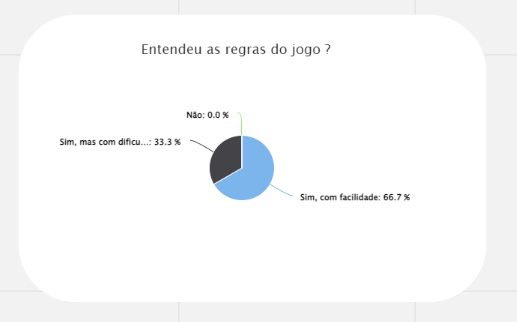 Entendeu as regras do jogo ?
Não: 0.0 %
Sim, mas com dificu...: 33.3 %
Sim, com facilidade: 66.7 %